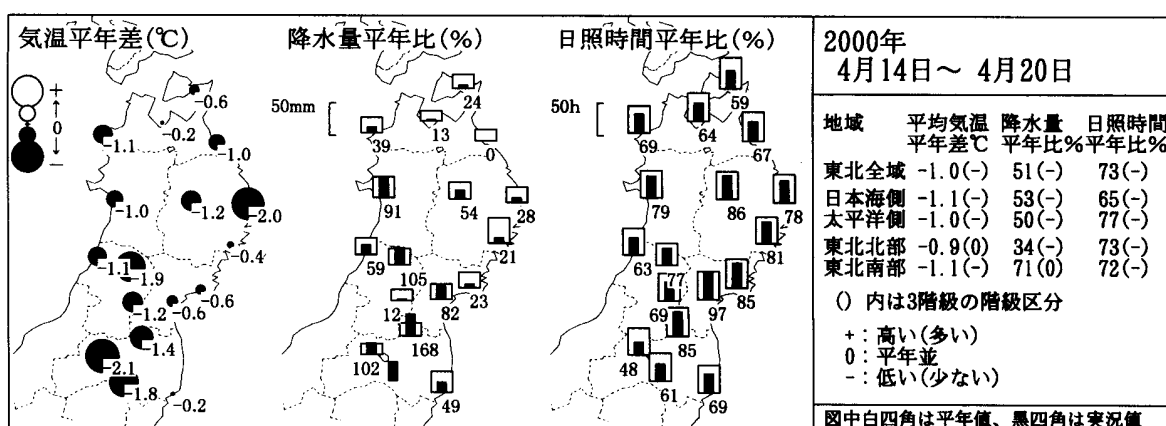 気温平年差(℃)
+
↑
0
↓
−
-0.6
-0.2
-1.1
-1.0
-1.0
-1.2
-2.0
-0.4
-1.1
-1.9
-0.6
-1.2
-0.6
-1.4
-2.1
-1.8
-0.2
降水量平年比(%)
50mm
24
13
39
0
91
54
28
21
59
105
23
82
12
168
102
49
日照時間平年比(%)
50h
59
64
69
67
79
86
78
81
63
77
85
97
69
85
48
61
69
2000年
4月14日～ 4月20日
地域 平均気温 降水量 日照時間
平年差℃ 平年比% 平年比%
東北全域 -1.0(-) 51(-) 73(-)
日本海側 -1.1(-) 53(-) 65(-)
太平洋側 -1.0(-) 50(-) 77(-)
東北北部 -0.9(0) 34(-) 73(-)
東北南部 -1.1(-) 71(0) 72(-)
() 内は3階級の階級区分
+：高い(多い)
0：平年並
-：低い(少ない)
図中白四角は平年値、黒四角は実況値